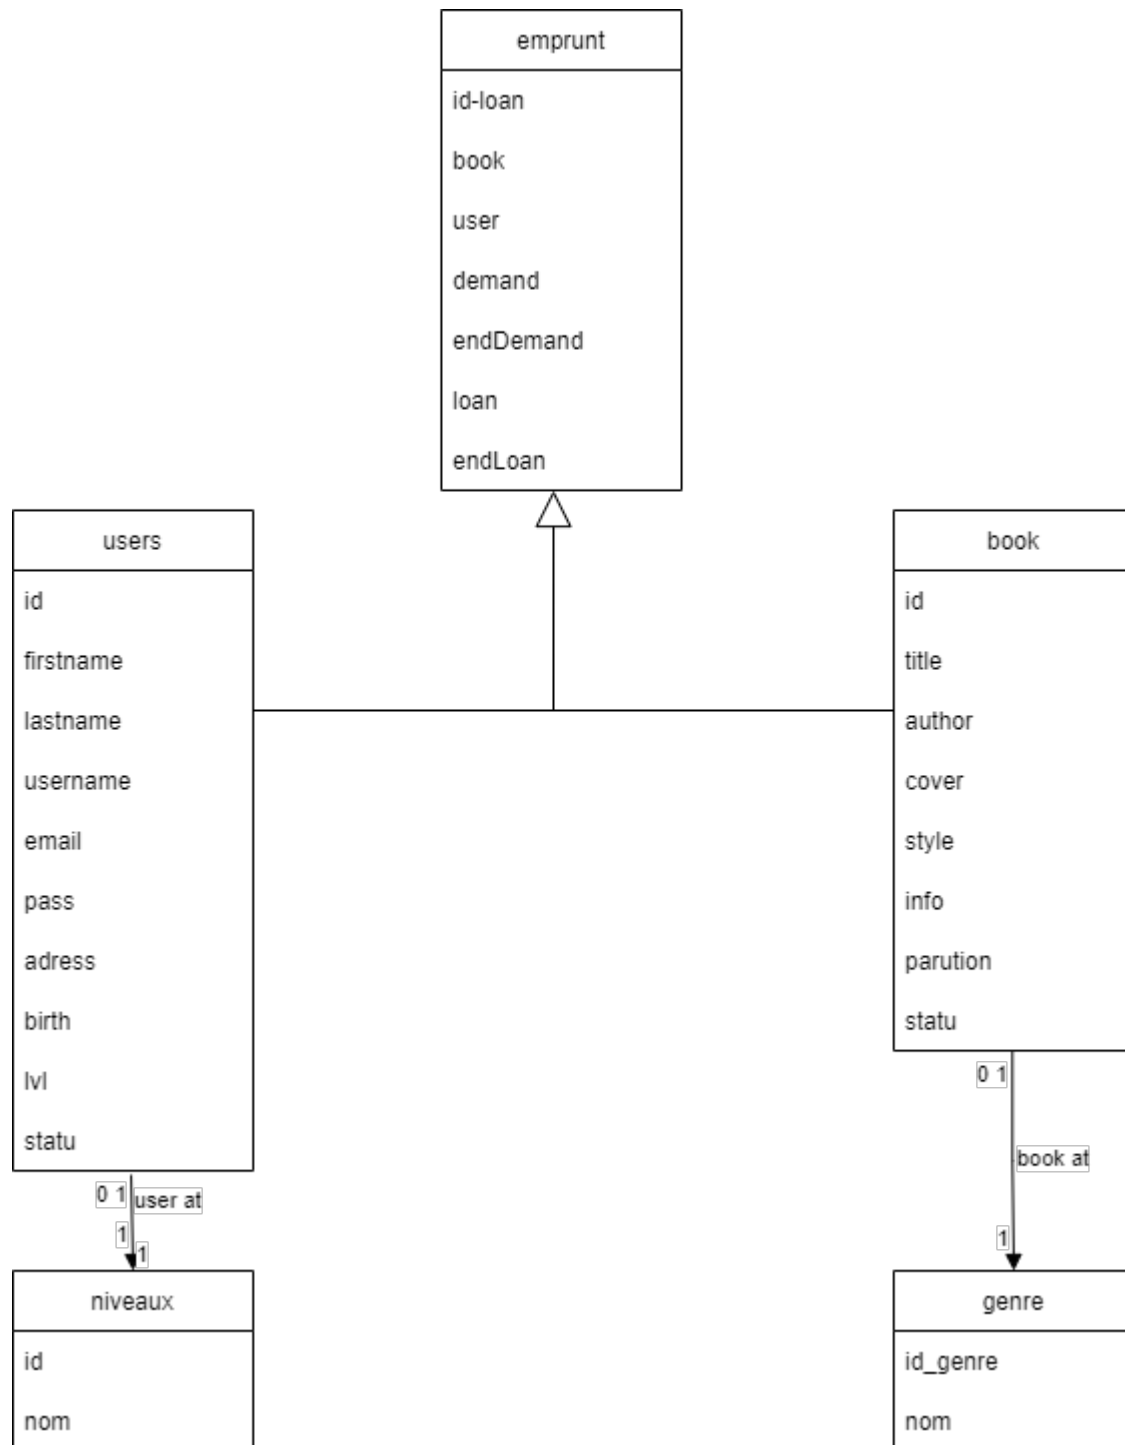 emprunt
id-loan
book
user
demand
endDemand
loan
endLoan
users
id
firstname
lastname
username
email
pass
adress
birth
lvl
statu
book
id
title
author
cover
style
info
parution
statu
0 1
user at
1
1
0 1
book at
1
niveaux
id
nom
genre
id_genre
nom